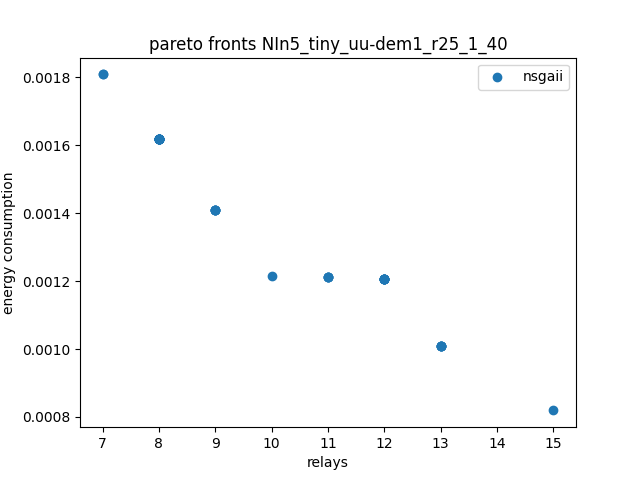 pareto fronts NIn5_tiny_uu-dem1_r25_1_40
nsgaii
energy consumption
0.0018
0.0016
0.0014
0.0012
0.0010
0.0008
7 8 9 10 11 12 13 14 15
relays